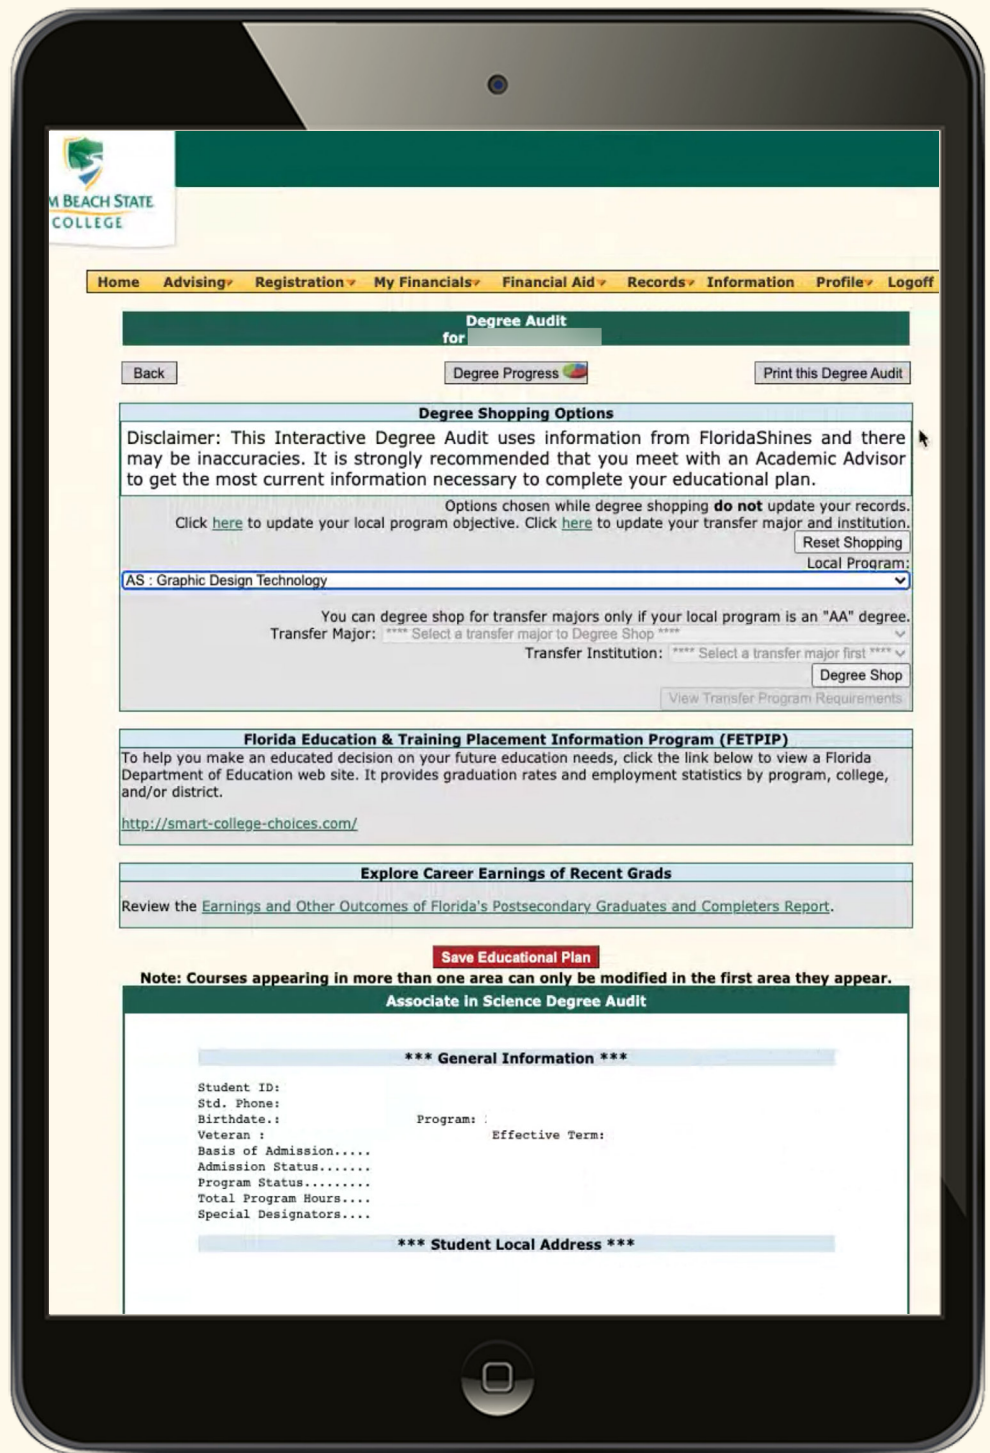 M BEACH STATE
COLLEGE
Home Advising Registration My Financials Financial Aid Records Information Profile Logoff
Degree Audit
for
Back Degree Progress Print this Degree Audit
Degree Shopping Options
Disclaimer: This Interactive Degree Audit uses information from FloridaShines and there
may be inaccuracies. It is strongly recommended that you meet with an Academic Advisor
to get the most current information necessary to complete your educational plan.
Options chosen while degree shopping do not update your records.
Click here to update your local program objective. Click here to update your transfer major and institution.
Reset Shopping
Local Program:
AS : Graphic Design Technology
You can degree shop for transfer majors only if your local program is an "AA" degree.
Transfer Major: **** Select a transfer major to Degree Shop ****
Transfer Institution: **** Select a transfer major first ****
Degree Shop
View Transfer Program Requirements
Florida Education & Training Placement Information Program (FETPIP)
To help you make an educated decision on your future education needs, click the link below to view a Florida
Department of Education web site. It provides graduation rates and employment statistics by program, college,
and/or district.
http://smart-college-choices.com/
Explore Career Earnings of Recent Grads
Review the Earnings and Other Outcomes of Florida's Postsecondary Graduates and Completers Report.
Save Educational Plan
Note: Courses appearing in more than one area can only be modified in the first area they appear.
Associate in Science Degree Audit
*** General Information ***
Student ID:
Std. Phone:
Birthdate.: Program:
Veteran : Effective Term:
Basis of Admission.....
Admission Status.......
Program Status.........
Total Program Hours....
Special Designators....
*** Student Local Address ***